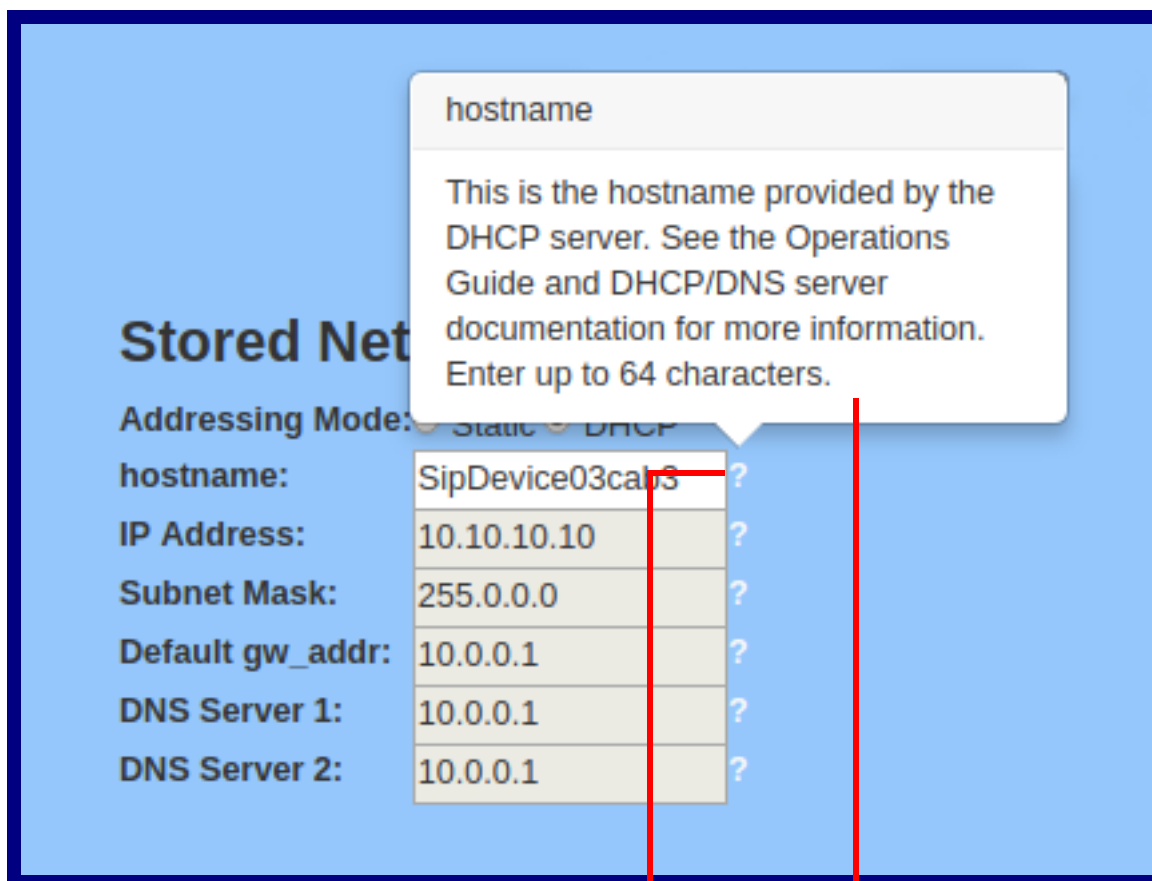 hostname
This is the hostname provided by the
DHCP server. See the Operations
Guide and DHCP/DNS server
documentation for more information.
Enter up to 64 characters.
Stored Net
Addressing Mode: Static DHCP
hostname: SipDevice03cab3 ?
IP Address: 10.10.10.10 ?
Subnet Mask: 255.0.0.0 ?
Default gw_addr: 10.0.0.1 ?
DNS Server 1: 10.0.0.1 ?
DNS Server 2: 10.0.0.1 ?